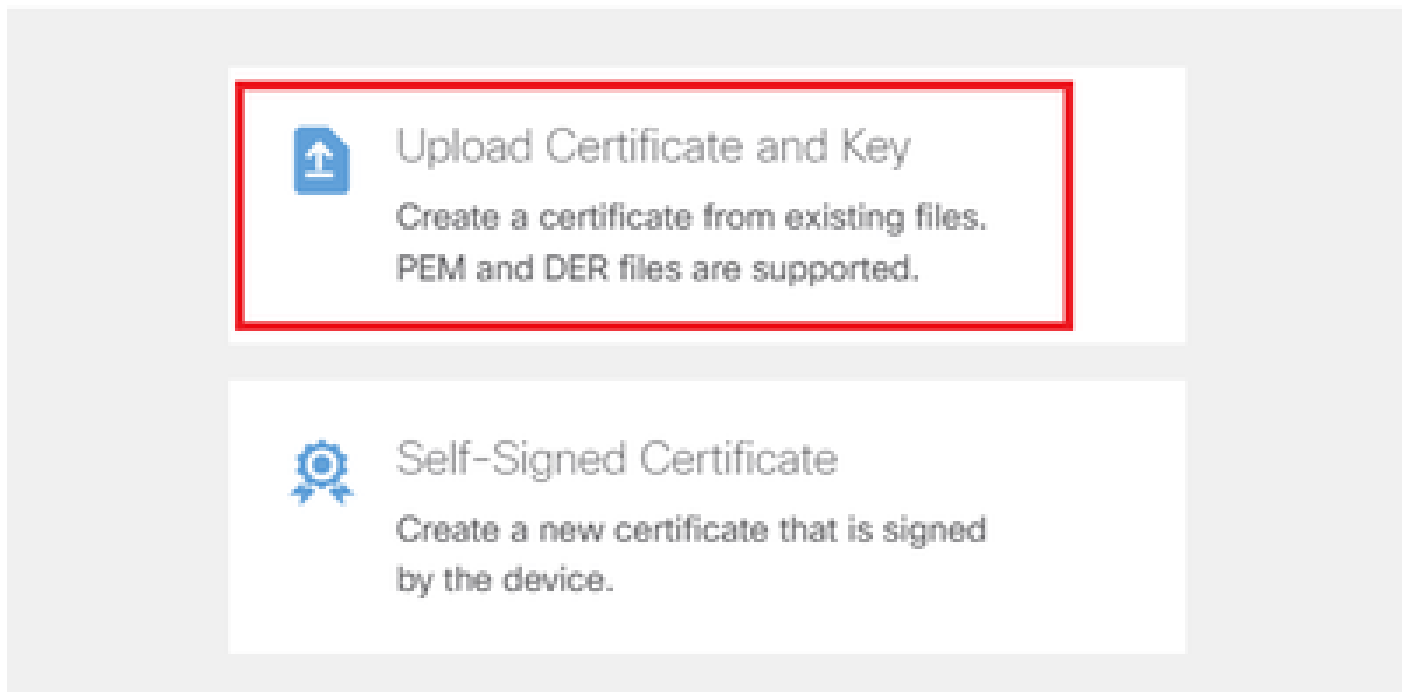 Upload Certificate and Key
Create a certificate from existing files.
PEM and DER files are supported.
Self-Signed Certificate
Create a new certificate that is signed
by the device.